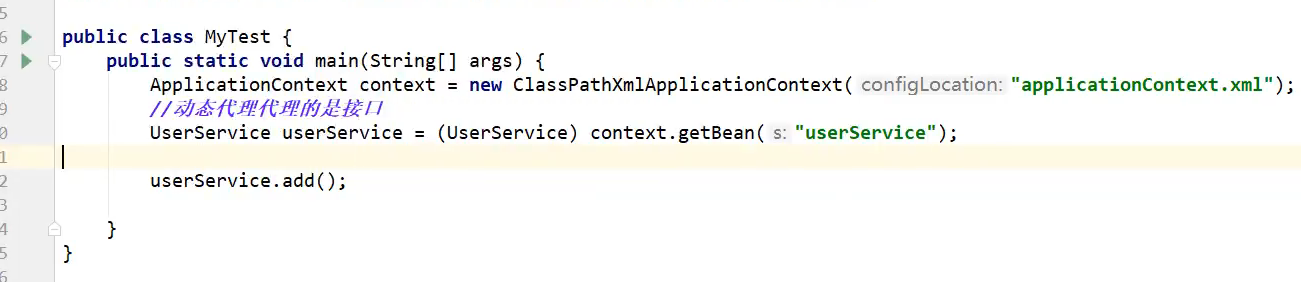 5
6 public class MyTest {
7 public static void main(String[] args) {
8 ApplicationContext context = new ClassPathXmlApplicationContext( configLocation: "applicationContext.xml");
9 //动态代理代理的是接口
0 UserService userService = (UserService) context.getBean( s: "userService");
1
2 userService.add();
3
4 }
5 }
6